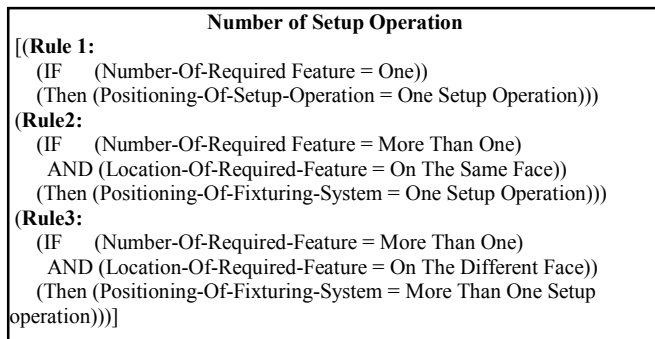 Number of Setup Operation
[(Rule 1:
(IF (Number-Of-Required Feature = One))
(Then (Positioning-Of-Setup-Operation = One Setup Operation)))
(Rule2:
(IF (Number-Of-Required Feature = More Than One)
AND (Location-Of-Required-Feature = On The Same Face))
(Then (Positioning-Of-Fixturing-System = One Setup Operation)))
(Rule3:
(IF (Number-Of-Required-Feature = More Than One)
AND (Location-Of-Required-Feature = On The Different Face))
(Then (Positioning-Of-Fixturing-System = More Than One Setup
operation)))]